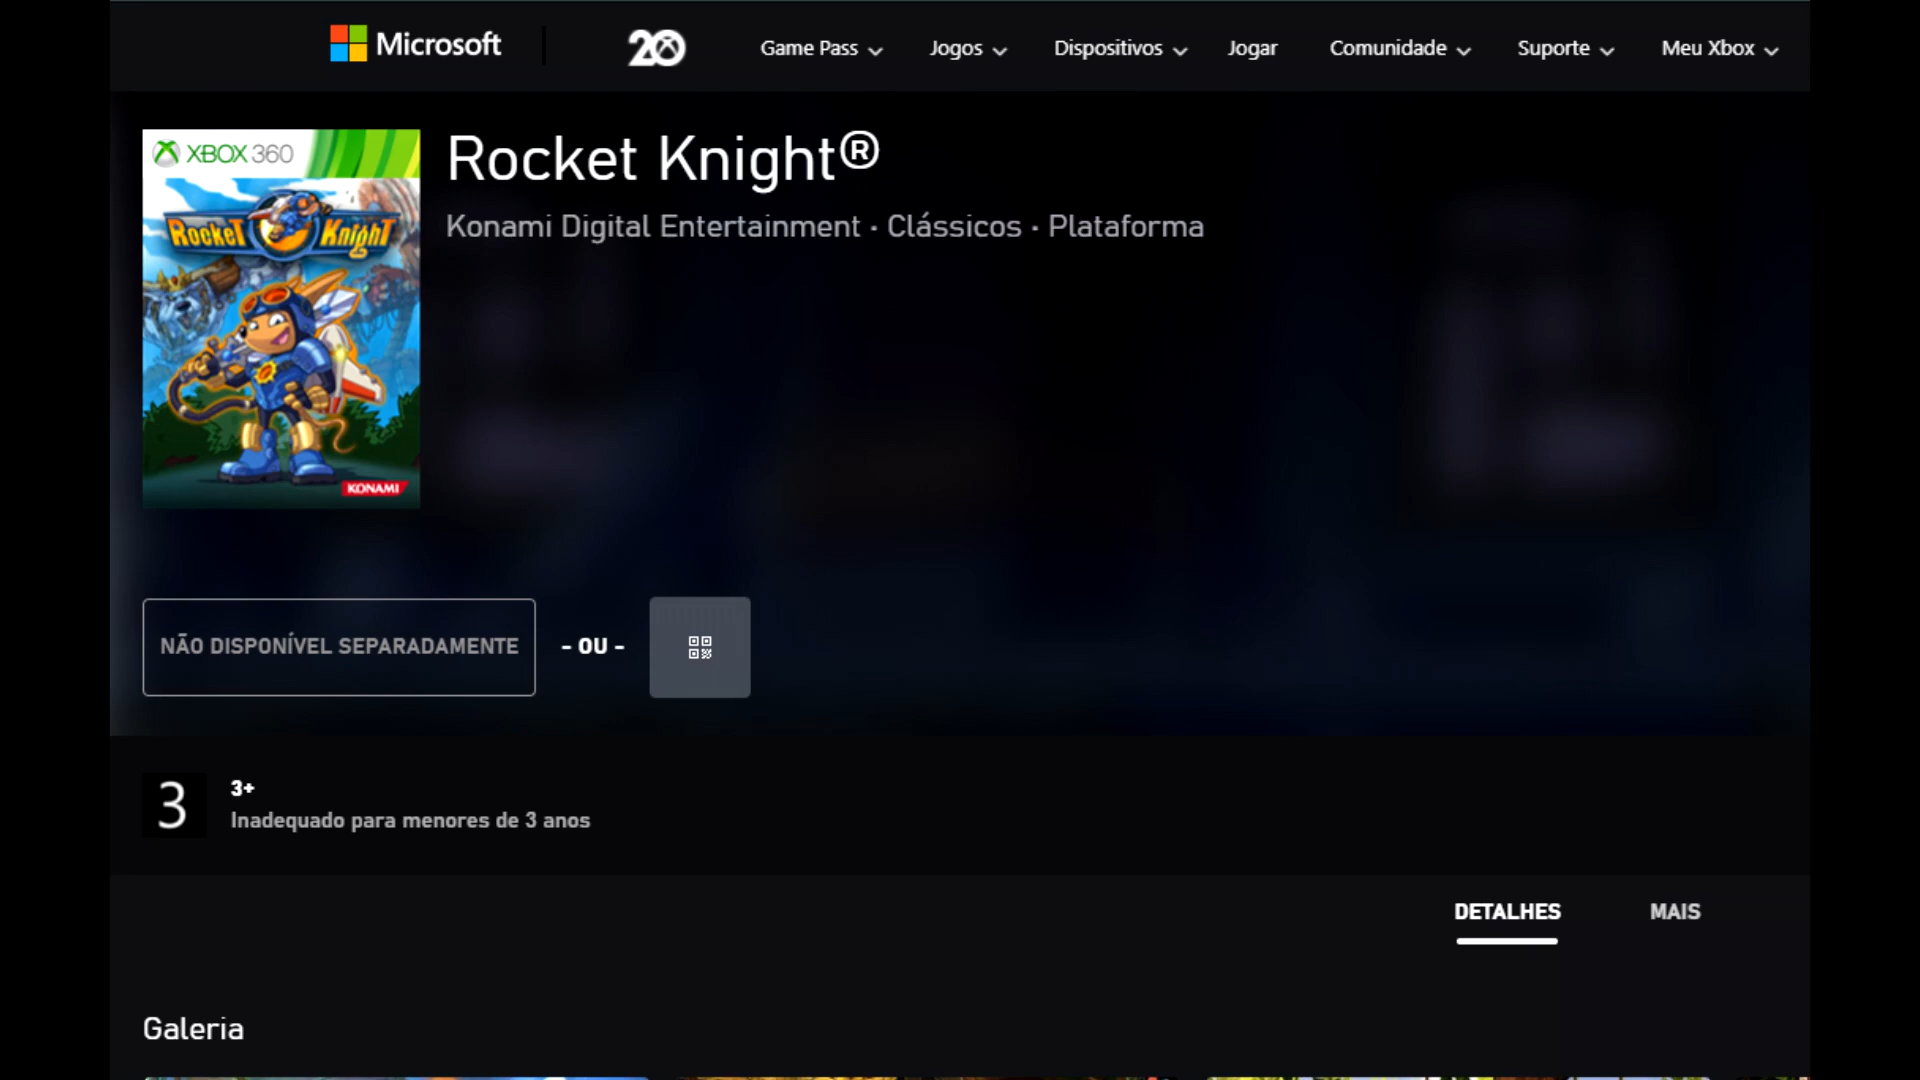 Microsoft
20
Game Pass
Jogos
Dispositivos
Jogar
Comunidade
Suporte
Meu Xbox
XBOX 360
Rocket Knight
KONAMI
Rocket Knight®
Konami Digital Entertainment · Clássicos · Plataforma
NÃO DISPONÍVEL SEPARADAMENTE
- OU -
3
3+
Inadequado para menores de 3 anos
DETALHES
MAIS
Galeria